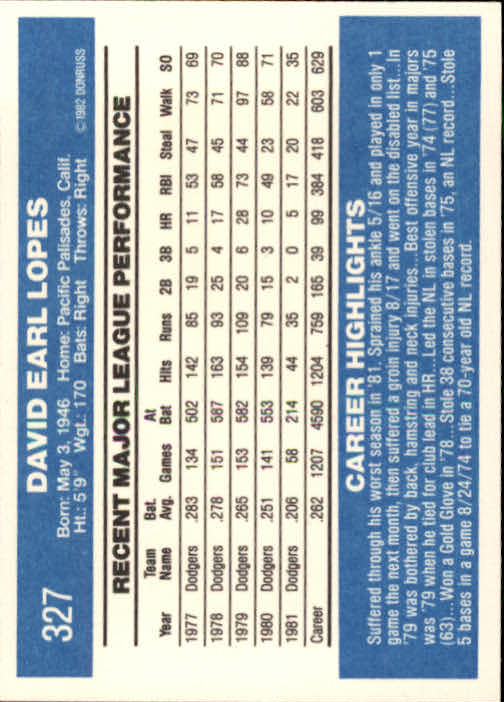 327
DAVID EARL LOPES
Born: May 3, 1946 Home: Pacific Palisades, Calif.
Ht.: 5'9" Wgt.: 170 Bats: Right Throws: Right
©1982 DONRUSS
RECENT MAJOR LEAGUE PERFORMANCE
Year Team Name Bat. Avg. Games At Bat Hits Runs 2B 3B HR RBI Steal Walk SO
1977 Dodgers .283 134 502 142 85 19 5 11 53 47 73 69
1978 Dodgers .278 151 587 163 93 25 4 17 58 45 71 70
1979 Dodgers .265 153 582 154 109 20 6 28 73 44 97 88
1980 Dodgers .251 141 553 139 79 15 3 10 49 23 58 71
1981 Dodgers .206 58 214 44 35 2 0 5 17 20 22 35
Career .262 1207 4590 1204 759 165 39 99 384 418 603 629
CAREER HIGHLIGHTS
Suffered through his worst season in '81. Sprained his ankle 5/16 and played in only 1
game the next month, then suffered a groin injury 8/17 and went on the disabled list...In
'79 was bothered by back, hamstring and neck injuries...Best offensive year in majors
was '79 when he tied for club lead in HR...Led the NL in stolen bases in '74 (77) and '75
(63)...Won a Gold Glove in '78...Stole 38 consecutive bases in '75, an NL record...Stole
5 bases in a game 8/24/74 to tie a 70-year old NL record.